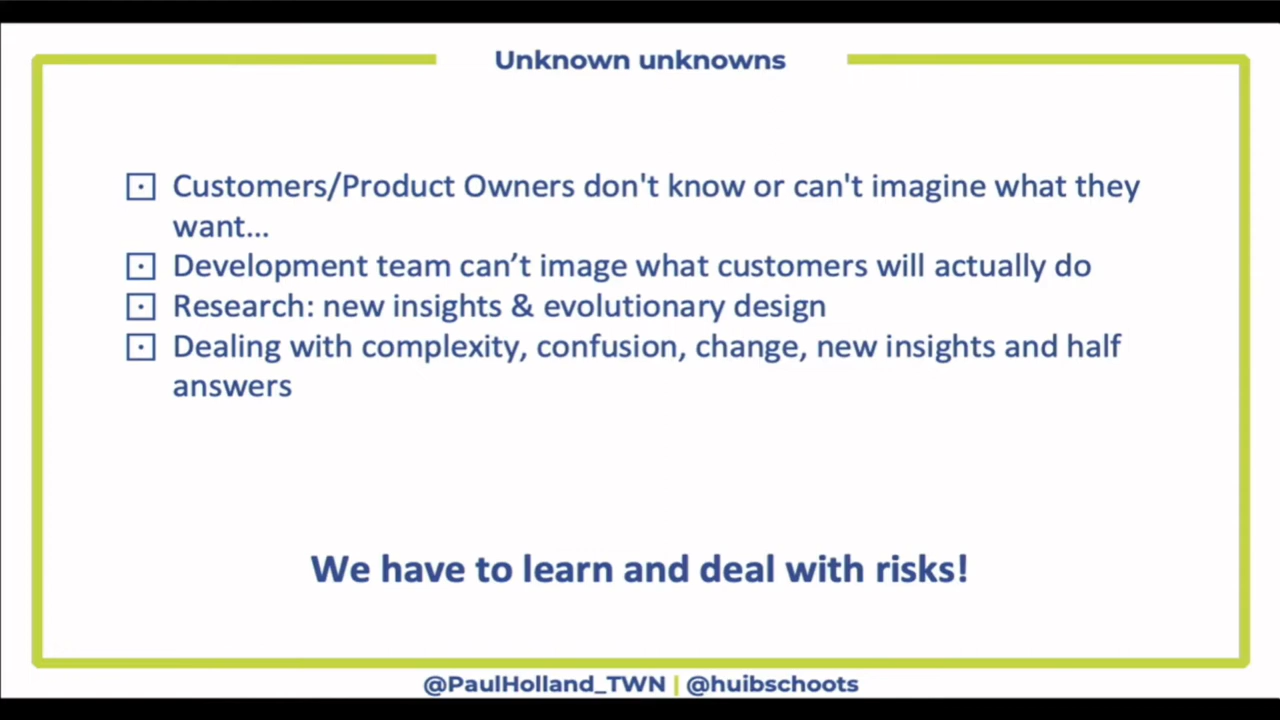 Unknown unknowns
Customers/Product Owners don't know or can't imagine what they
want...
Development team can’t image what customers will actually do
Research: new insights & evolutionary design
Dealing with complexity, confusion, change, new insights and half
answers
We have to learn and deal with risks!
@PaulHolland_TWN | @huibschoots